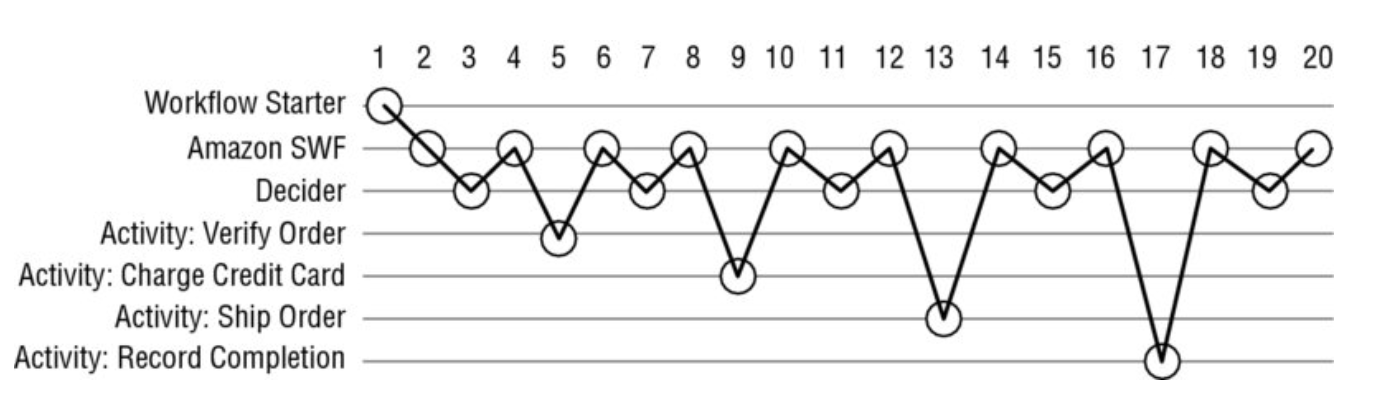 1 2 3 4 5 6 7 8 9 10 11 12 13 14 15 16 17 18 19 20
Workflow Starter
Amazon SWF
Decider
Activity: Verify Order
Activity: Charge Credit Card
Activity: Ship Order
Activity: Record Completion